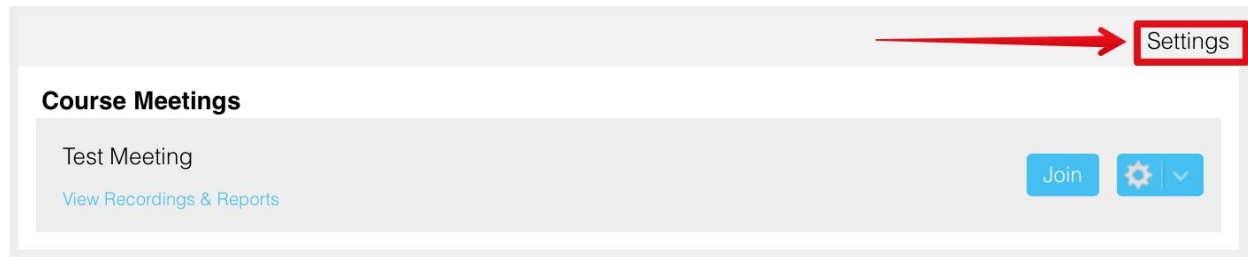 Settings
Course Meetings
Test Meeting
Join
View Recordings & Reports